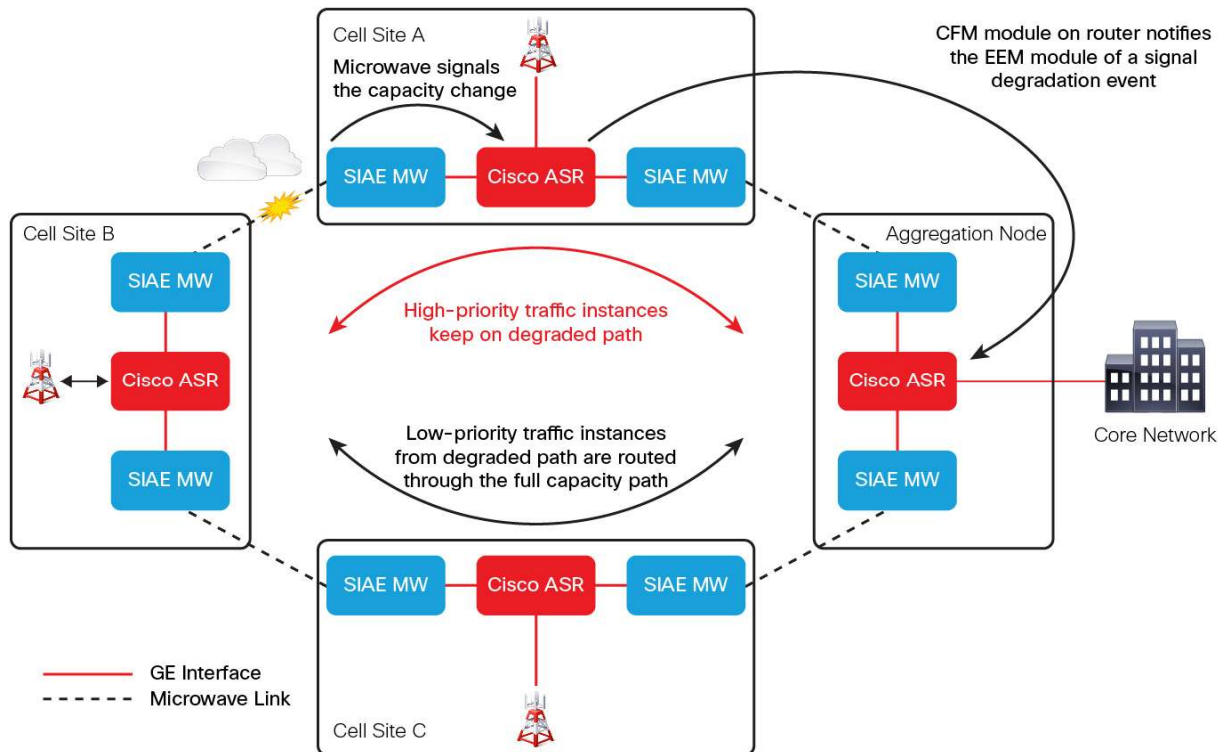 Cell Site A
Microwave signals
the capacity change
CFM module on router notifies
the EEM module of a signal
degradation event
SIAE MW
Cisco ASR
SIAE MW
Cell Site B
SIAE MW
Cisco ASR
SIAE MW
High-priority traffic instances
keep on degraded path
Low-priority traffic instances
from degraded path are routed
through the full capacity path
Aggregation Node
SIAE MW
Cisco ASR
SIAE MW
Core Network
SIAE MW
Cisco ASR
SIAE MW
Cell Site C
GE Interface
Microwave Link